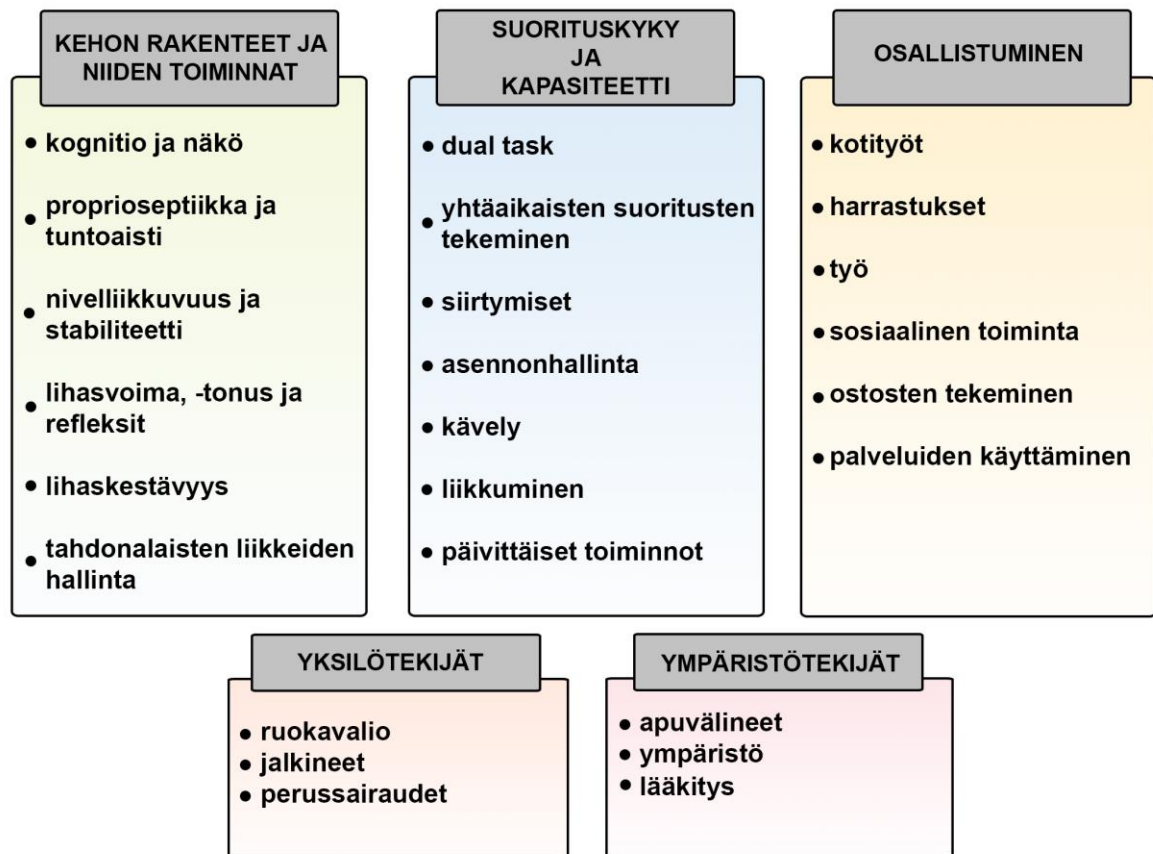 KEHON RAKENTEET JA
NIIDEN TOIMINNAT
• kognitio ja näkö
• proprioseptiikka ja
tuntoaisti
• nivelliikkuvuus ja
stabiliteetti
• lihasvoima, -tonus ja
refleksit
• lihaskestävyys
• tahdonalaisten liikkeiden
hallinta
SUORITUSKYKY
JA
KAPASITEETTI
• dual task
• yhtäaikaisten suoritusten
tekeminen
• siirtymiset
• asennonhallinta
• kävely
• liikkuminen
• päivittäiset toiminnot
OSALLISTUMINEN
• kotityöt
• harrastukset
• työ
• sosiaalinen toiminta
• ostosten tekeminen
• palveluiden käyttäminen
YKSILÖTEKIJÄT
• ruokavalio
• jalkineet
• perussairaudet
YMPÄRISTÖTEKIJÄT
• apuvälineet
• ympäristö
• lääkitys